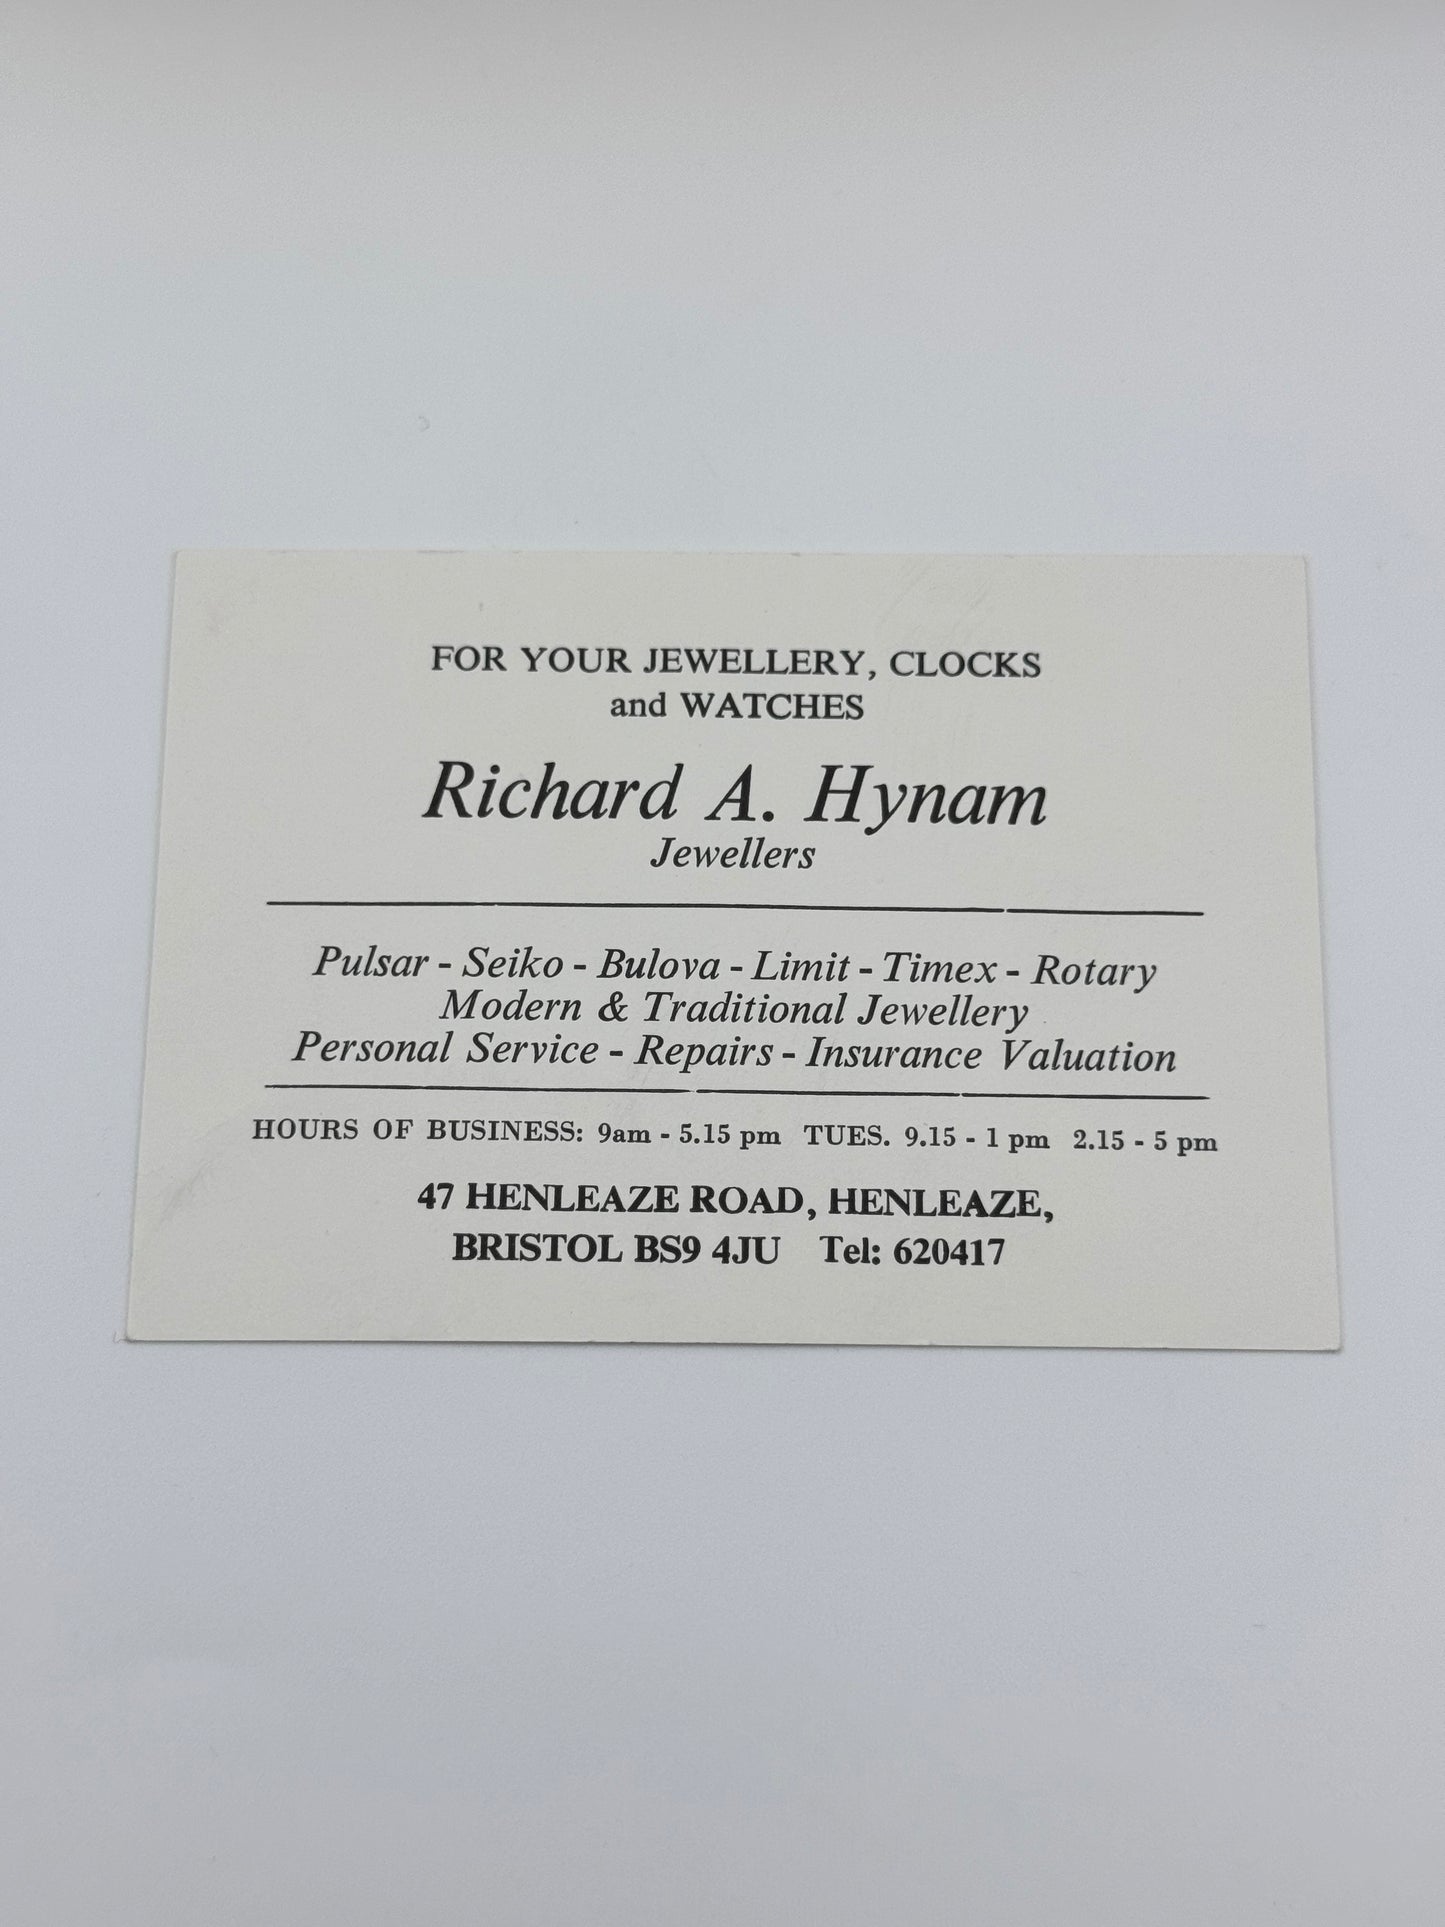 FOR YOUR JEWELLERY, CLOCKS
and WATCHES
Richard A. Hynam
Jewellers
Pulsar - Seiko - Bulova - Limit - Timex - Rotary
Modern & Traditional Jewellery
Personal Service - Repairs - Insurance Valuation
HOURS OF BUSINESS: 9am - 5.15 pm TUES. 9.15 - 1 pm 2.15 - 5 pm
47 HENLEAZE ROAD, HENLEAZE,
BRISTOL BS9 4JU Tel: 620417